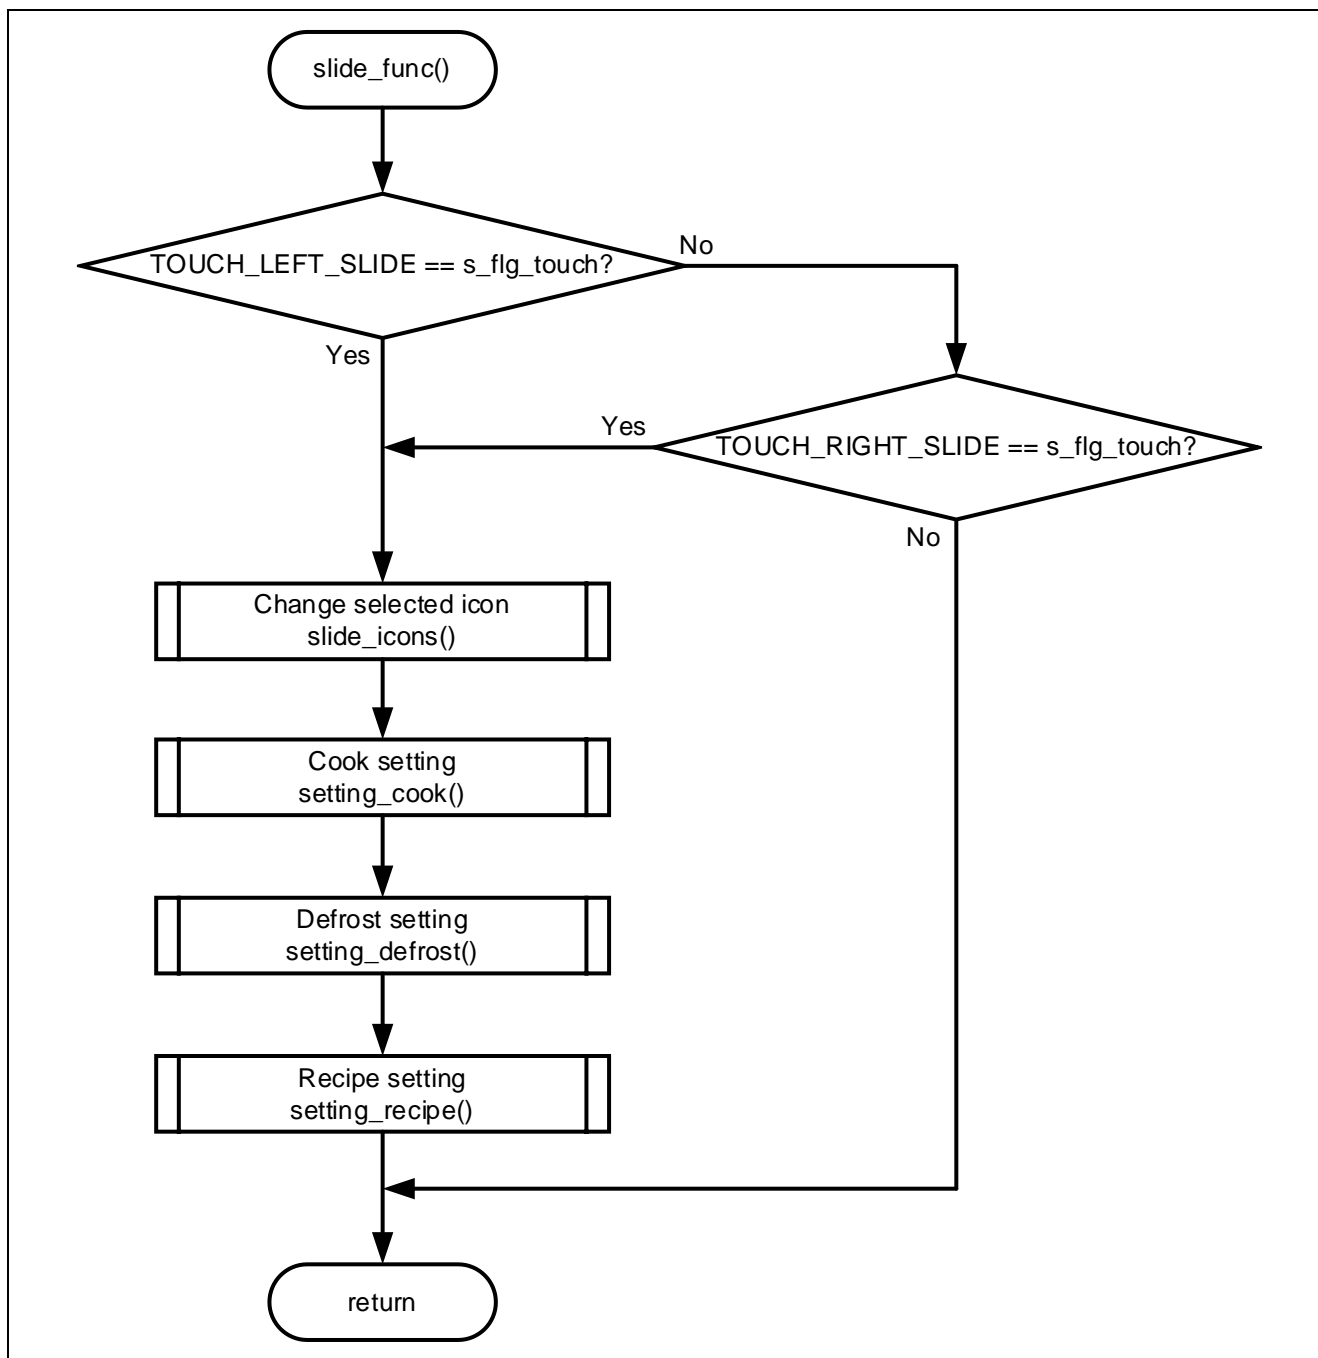 slide_func()
TOUCH_LEFT_SLIDE == s_flg_touch?
No
Yes
Yes
TOUCH_RIGHT_SLIDE == s_flg_touch?
No
Change selected icon
slide_icons()
Cook setting
setting_cook()
Defrost setting
setting_defrost()
Recipe setting
setting_recipe()
return